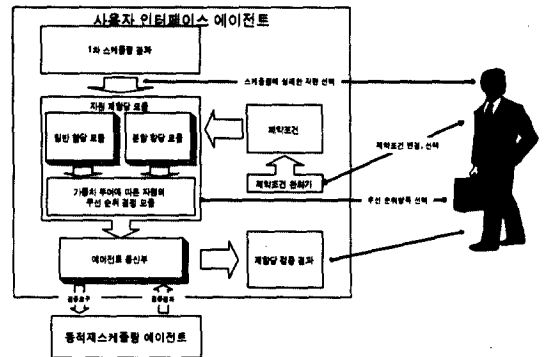 사용자 인터페이스 에이전트
1차 스케쥴링 결과
스케쥴링에 실패한 자원 선택
자원 재할당 모듈
일반 할당 모듈
분할 할당 모듈
제약조건
제약조건 변경, 선택
가중치 부여에 따른 자원의
우선 순위 결정 모듈
제약조건 완화기
우선 순위항목 선택
에이전트 통신부
재할당 검증 결과
검증요구
검증결과
동적재스케쥴링 에이전트